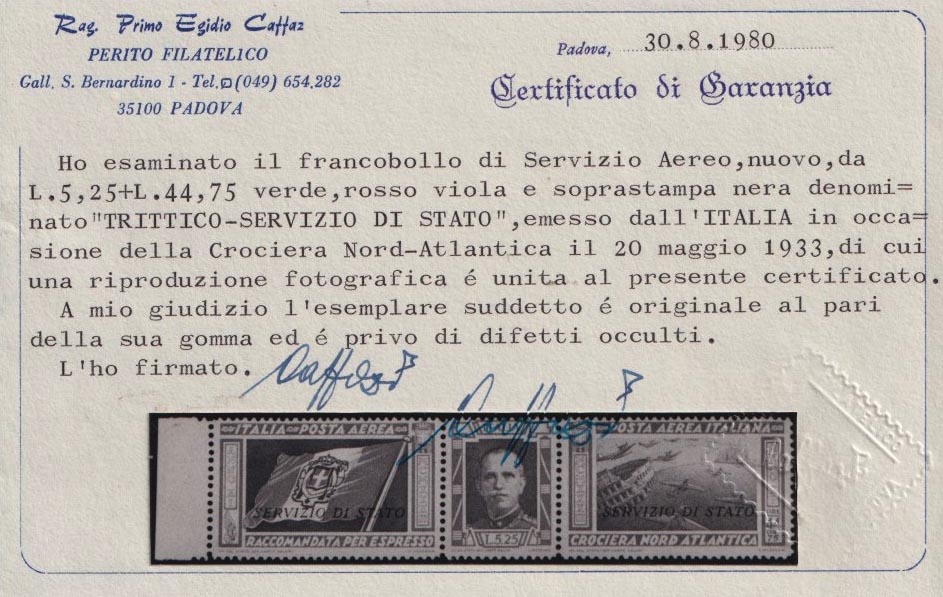 Rag. Primo Egidio Caffaz
PERITO FILATELICO
Gall. S. Bernardino 1 - Tel. (049) 654.282
35100 PADOVA
Padova, 30.8.1980
Certificato di Garanzia
Ho esaminato il francobollo di Servizio Aereo,nuovo,da
L.5,25+L.44,75 verde,rosso viola e soprastampa nera denomi=
nato"TRITTICO-SERVIZIO DI STATO",emesso dall'ITALIA in occa=
sione della Crociera Nord-Atlantica il 20 maggio 1933,di cui
una riproduzione fotografica é unita al presente certificato.
A mio giudizio l'esemplare suddetto é originale al pari
della sua gomma ed é privo di difetti occulti.
L'ho firmato. Caffaz
Caffaz
ITALIA-POSTA AEREA
POSTA AEREA ITALIANA
SERVIZIO DI STATO
SERVIZIO DI STATO
RACCOMANDATA PER ESPRESSO
L.5.25
CROCIERA NORD ATLANTICA